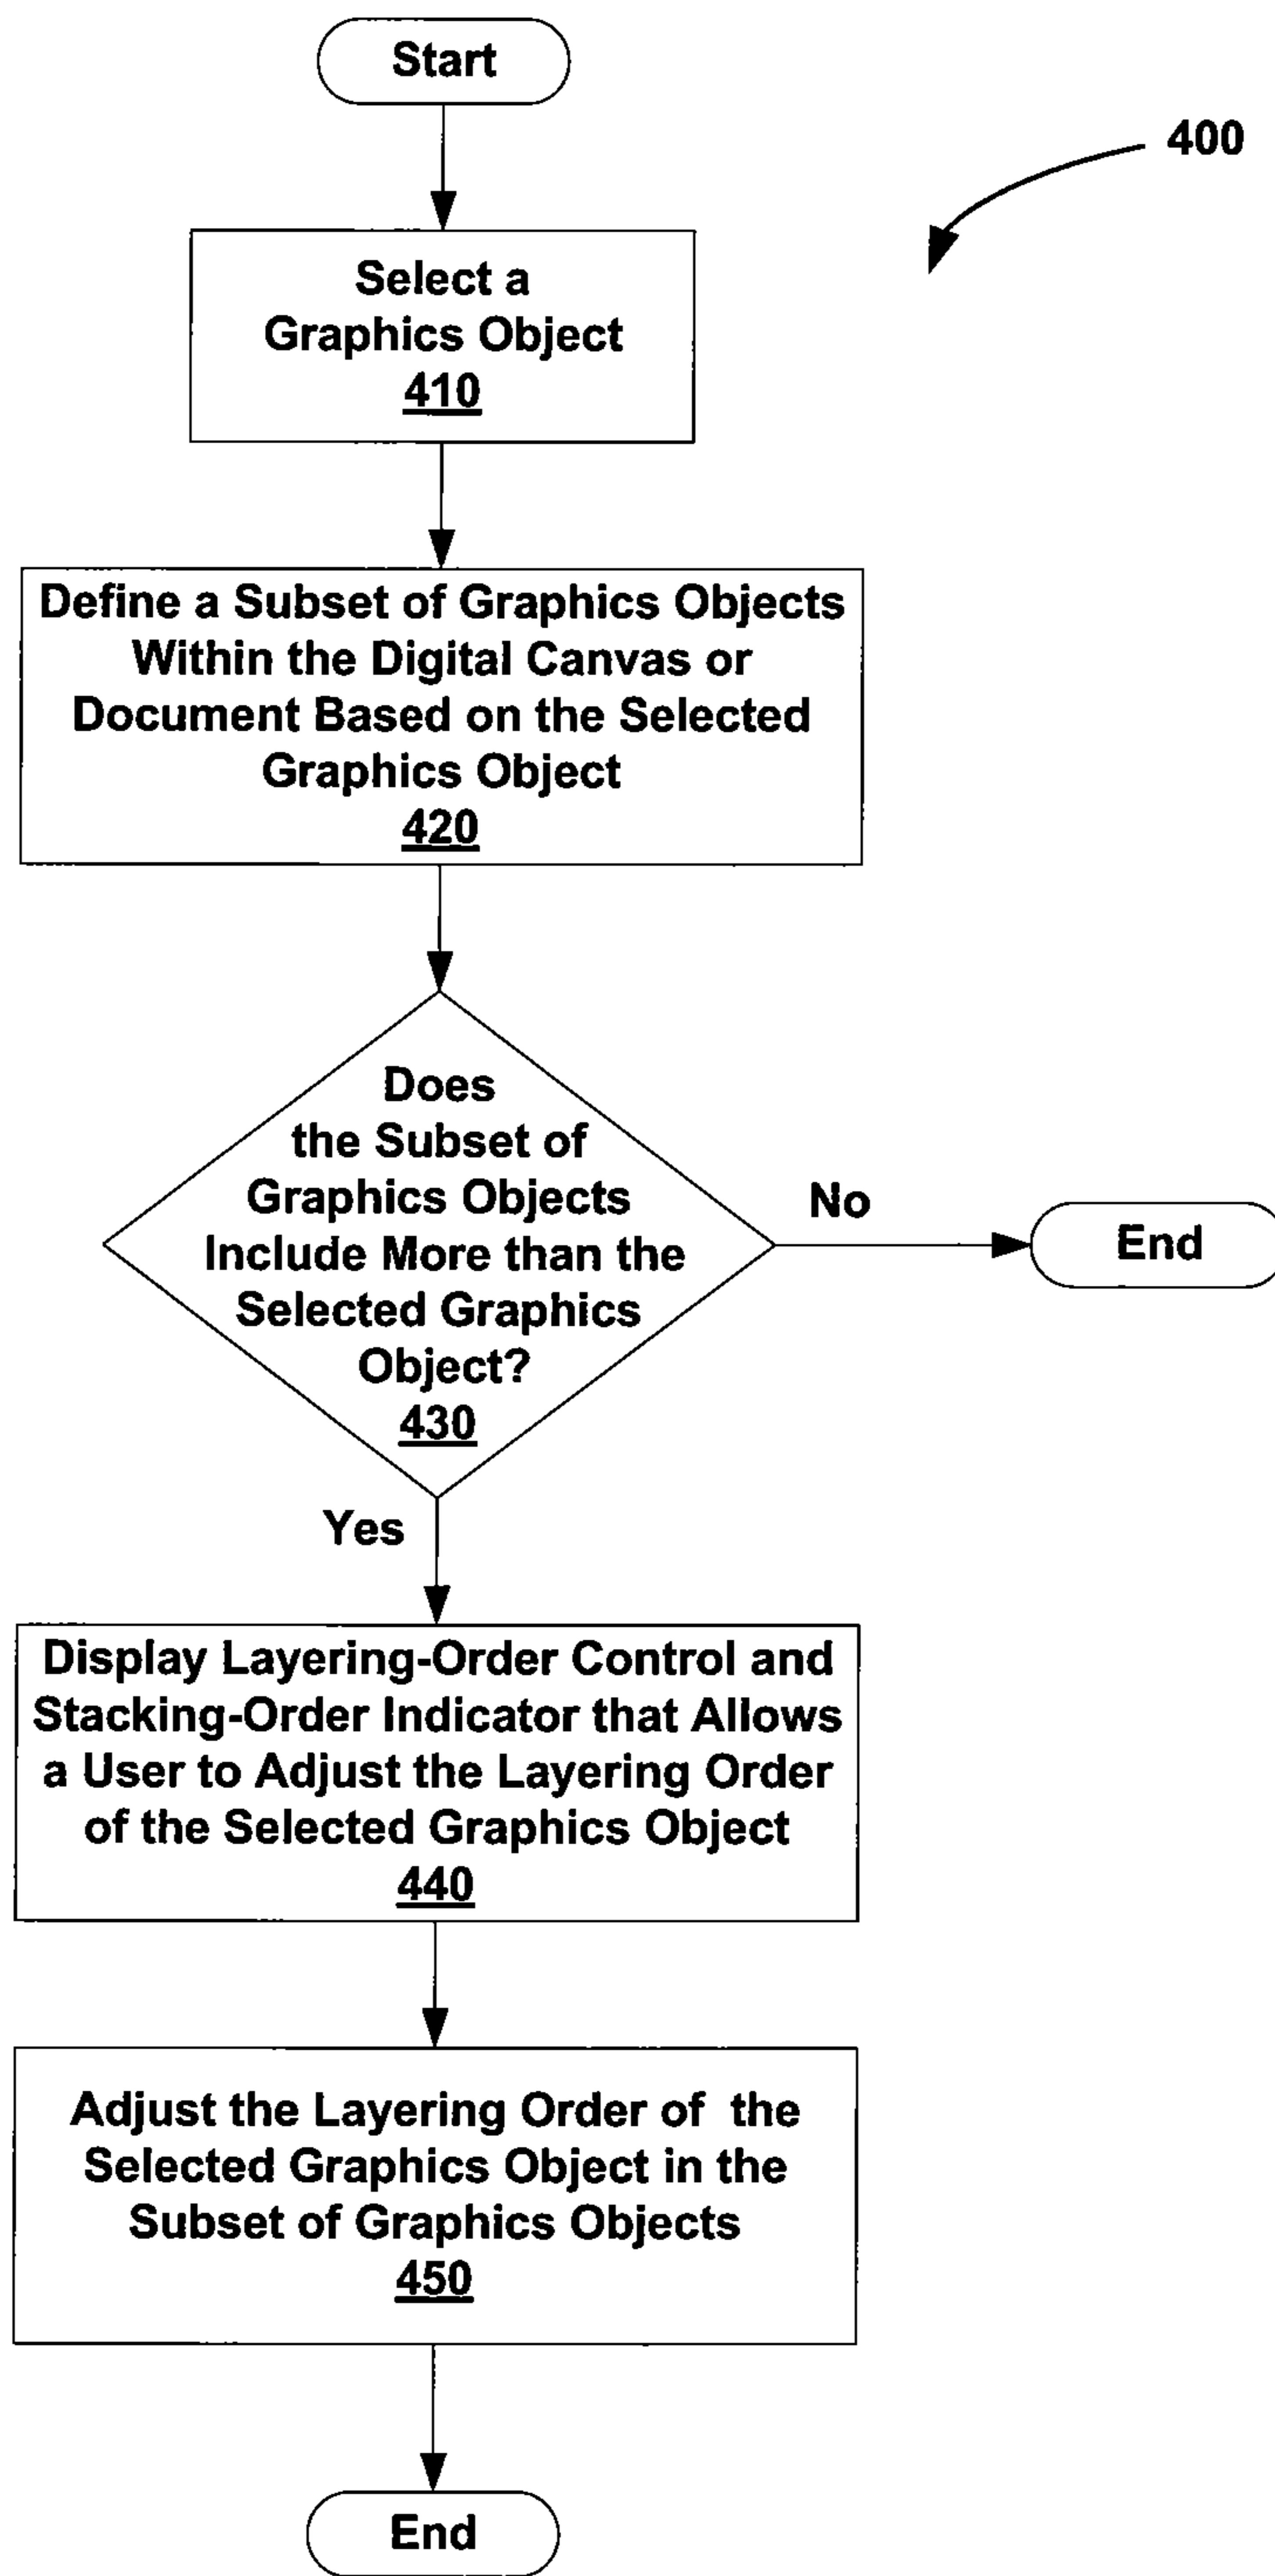 Start
400
Select a
Graphics Object
410
Define a Subset of Graphics Objects
Within the Digital Canvas or
Document Based on the Selected
Graphics Object
420
Does
the Subset of
Graphics Objects
Include More than the
Selected Graphics
Object?
430
No
End
Yes
Display Layering-Order Control and
Stacking-Order Indicator that Allows
a User to Adjust the Layering Order
of the Selected Graphics Object
440
Adjust the Layering Order of the
Selected Graphics Object in the
Subset of Graphics Objects
450
End